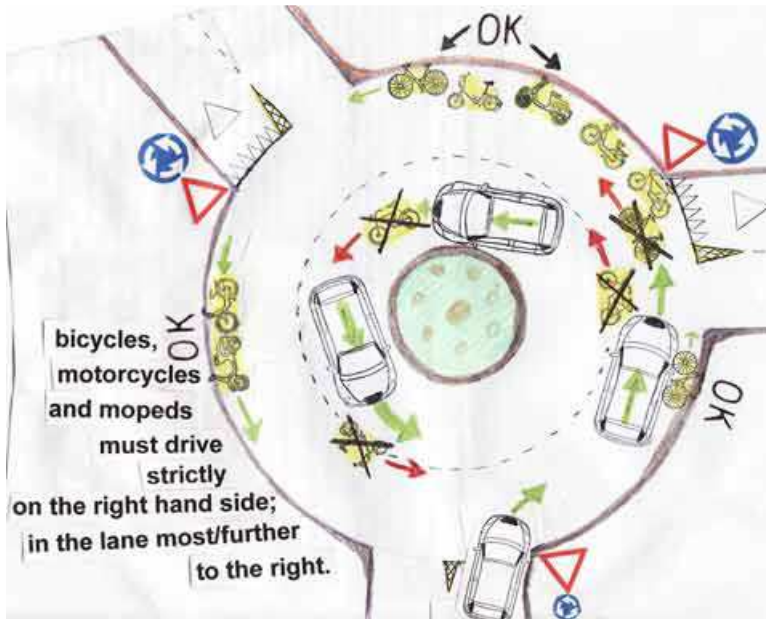 OK
OK
bicycles,
motorcycles
and mopeds
must drive
strictly
on the right hand side;
in the lane most/further
to the right.
OK